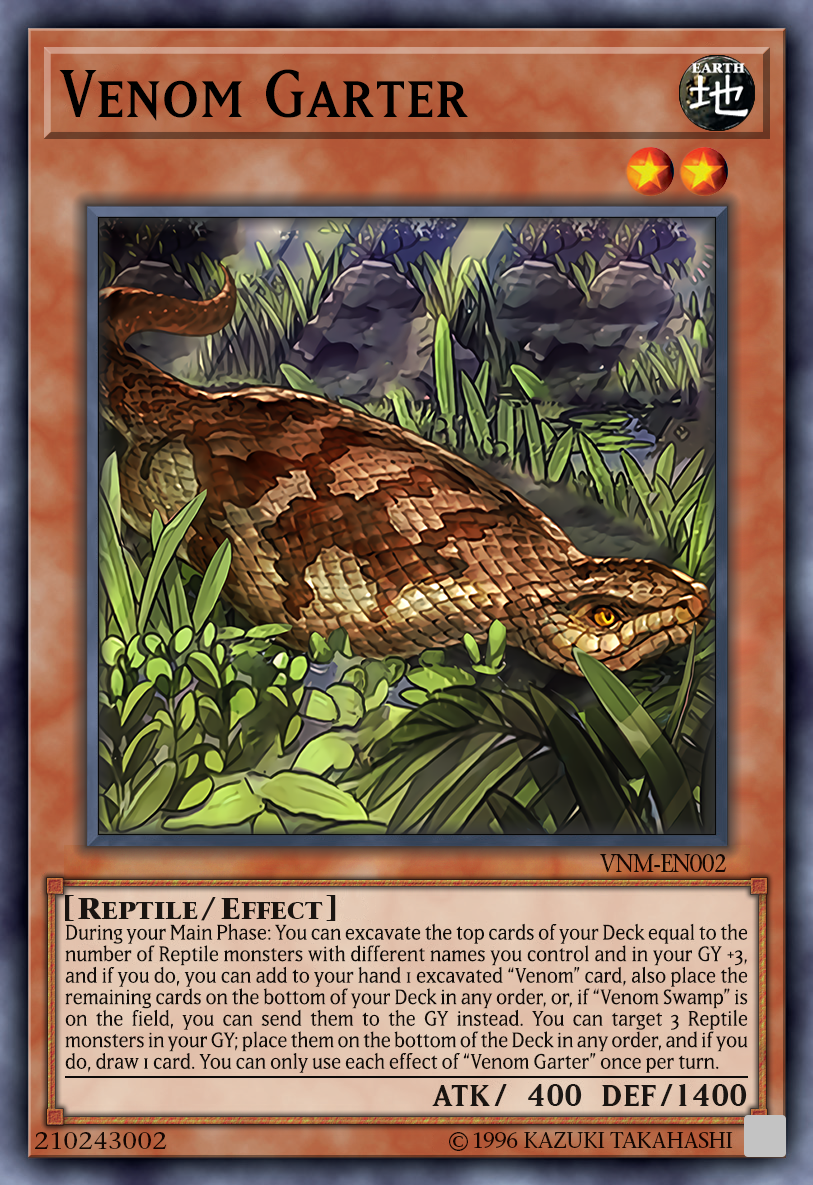 VENOM GARTER
EARTH
地
VNM-EN002
[REPTILE/EFFECT]
During your Main Phase: You can excavate the top cards of your Deck equal to the
number of Reptile monsters with different names you control and in your GY +3,
and if you do, you can add to your hand 1 excavated “Venom” card, also place the
remaining cards on the bottom of your Deck in any order, or, if “Venom Swamp” is
on the field, you can send them to the GY instead. You can target 3 Reptile
monsters in your GY; place them on the bottom of the Deck in any order, and if you
do, draw 1 card. You can only use each effect of “Venom Garter” once per turn.
ATK/ 400 DEF/1400
210243002
© 1996 KAZUKI TAKAHASHI